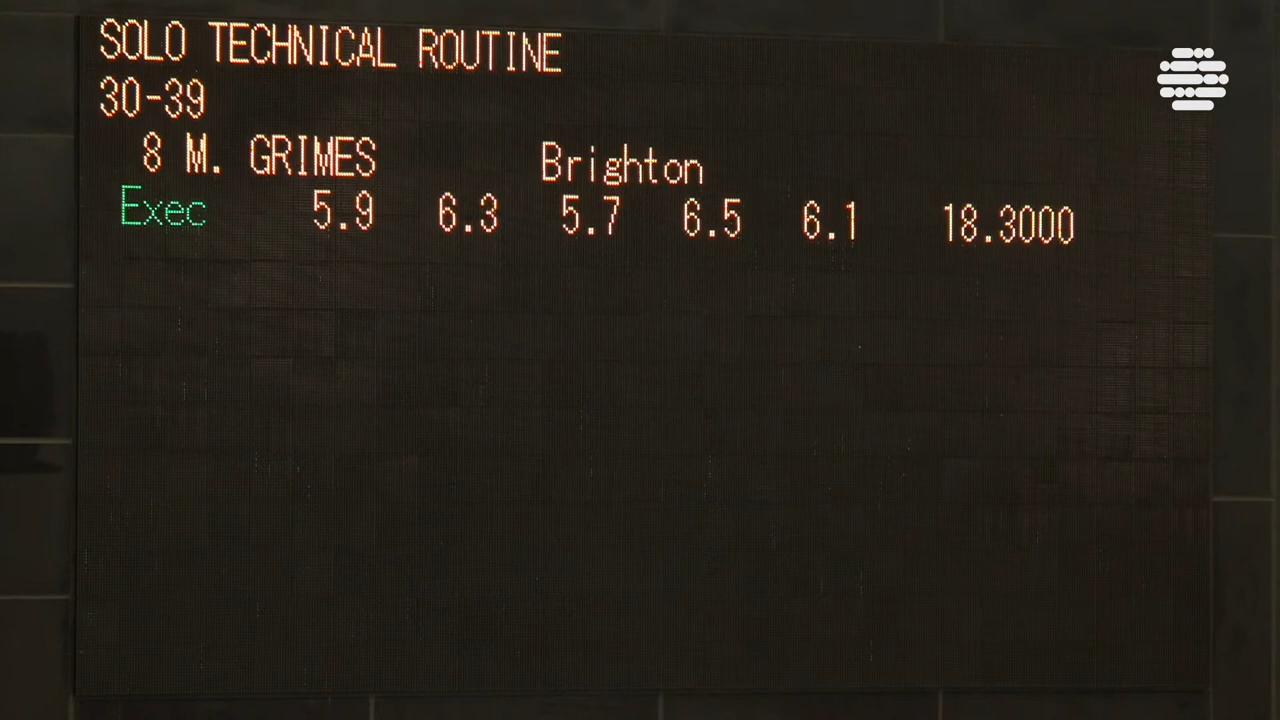 SOLO TECHNICAL ROUTINE
30-39
8 M. GRIMES Brighton
Exec 5.9 6.3 5.7 6.5 6.1 18.3000